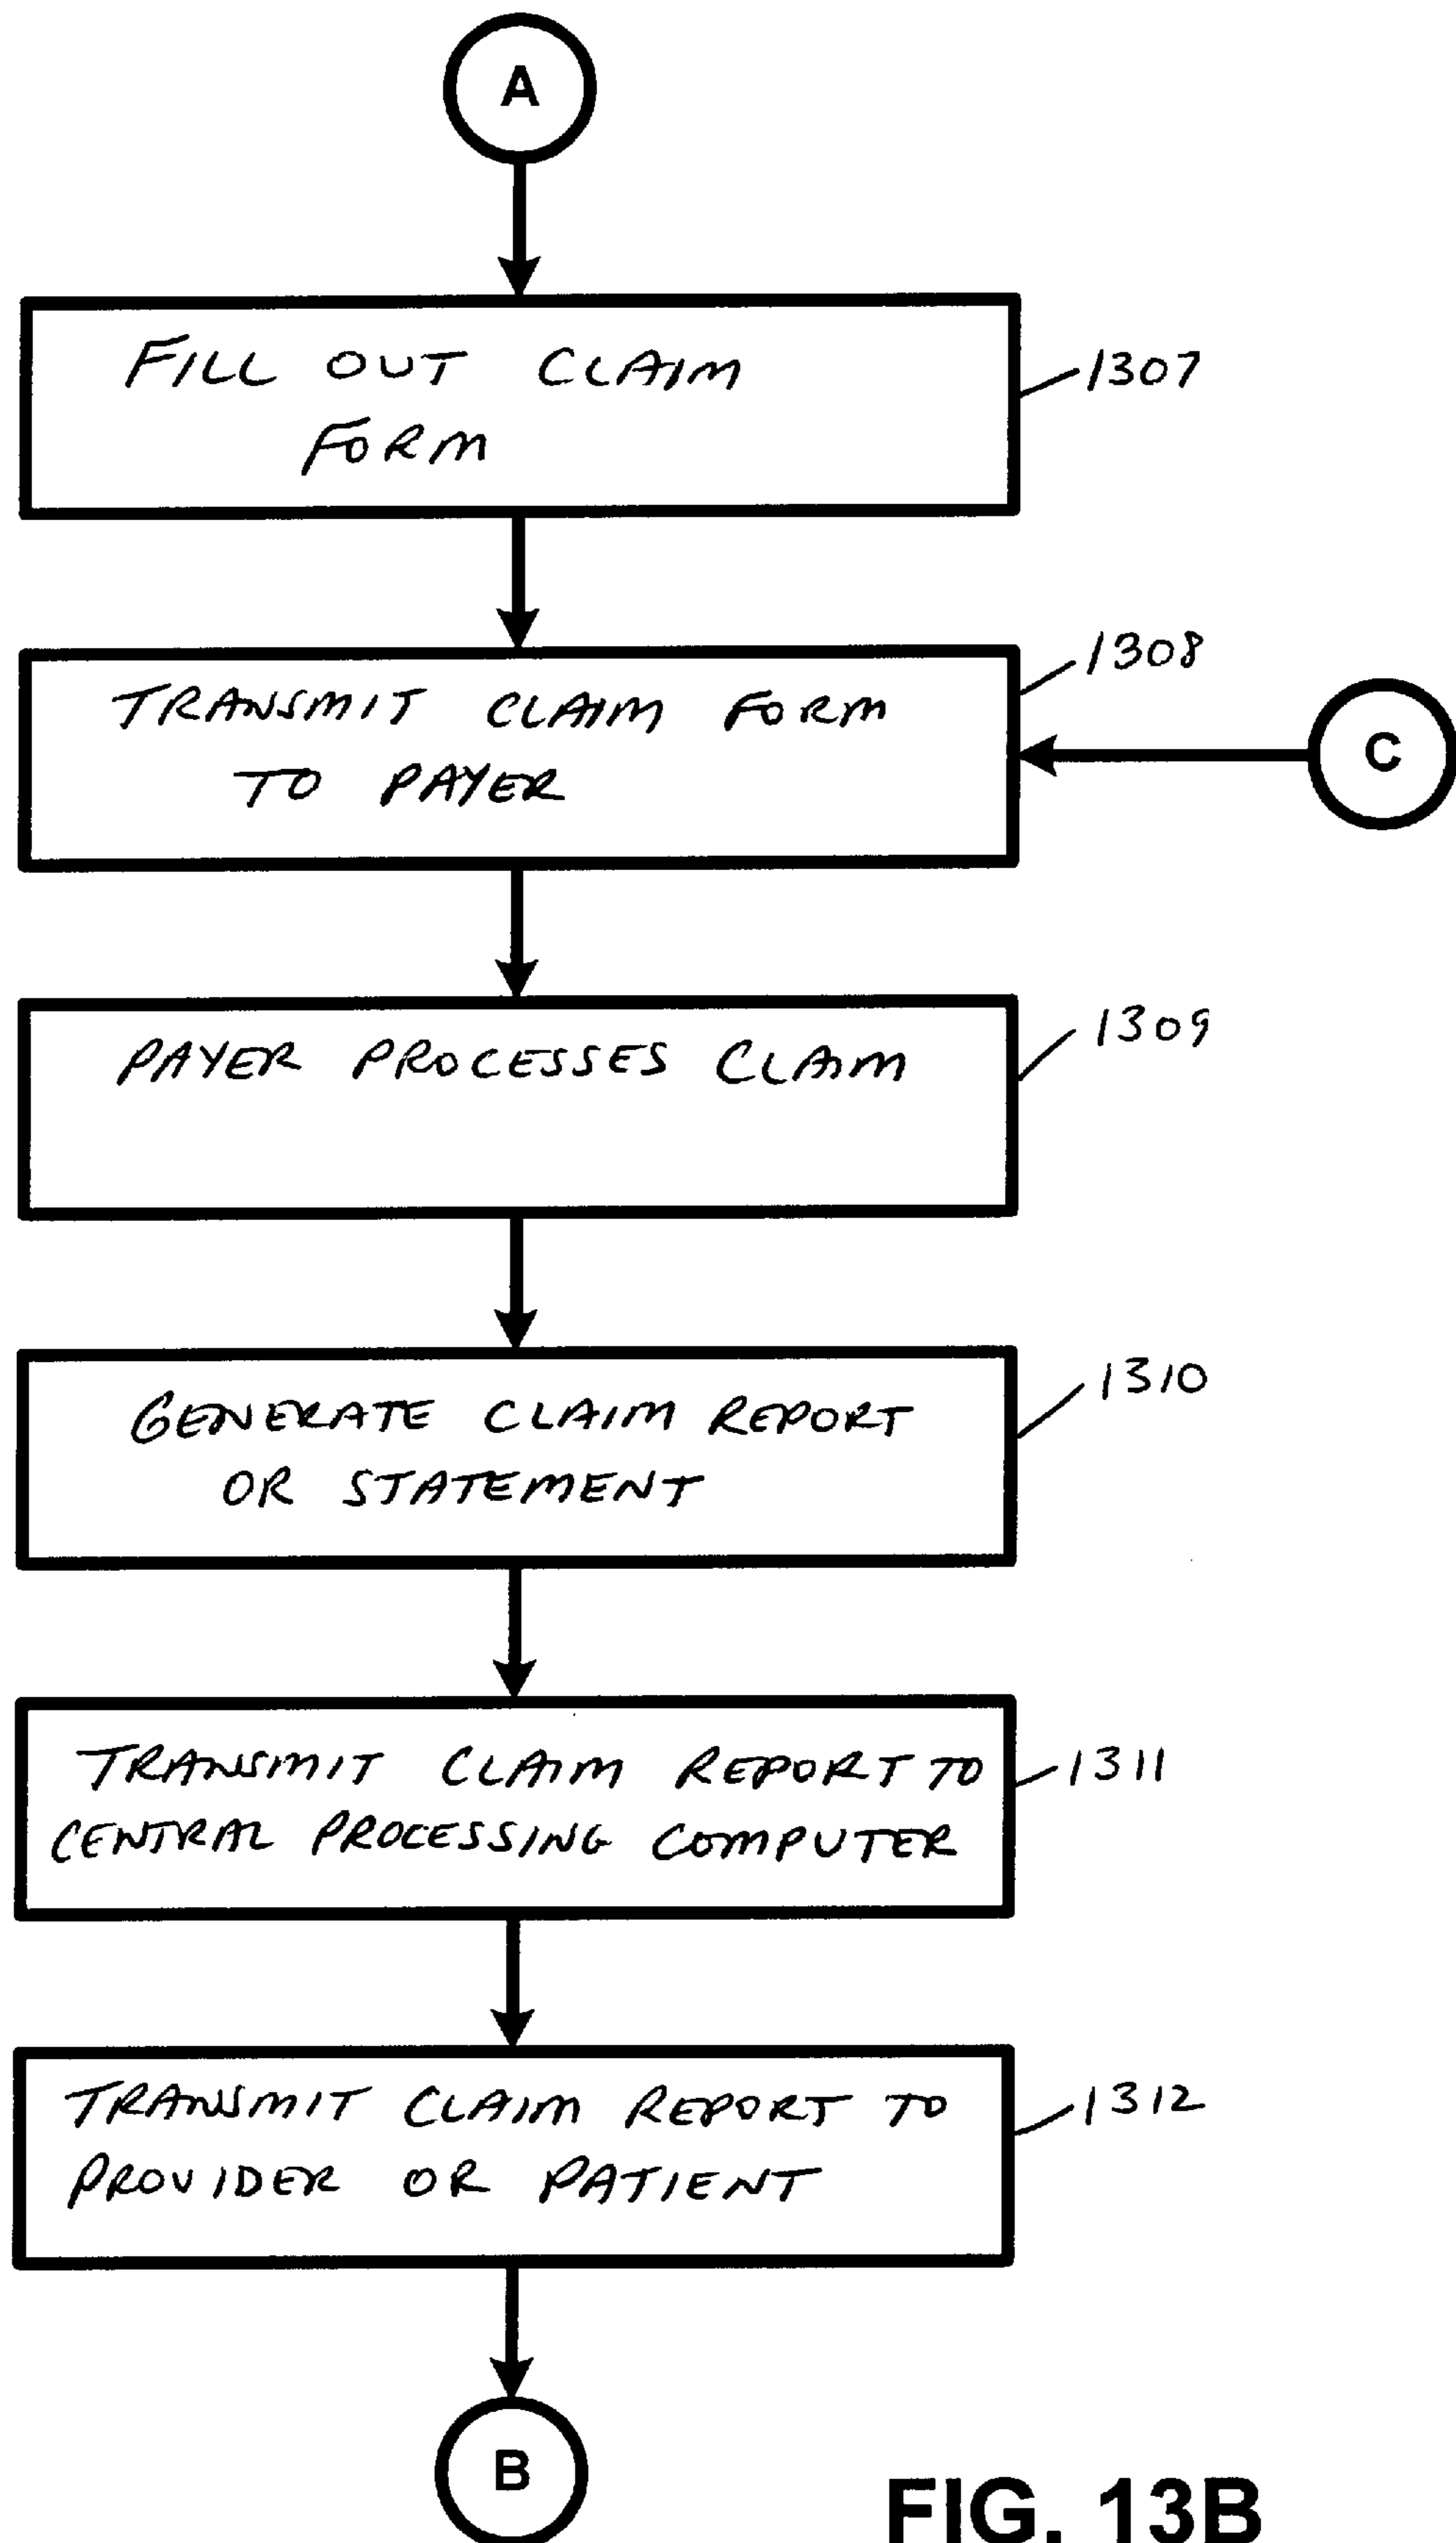 A
FILL OUT CLAIM
FORM
1307
TRANSMIT CLAIM FORM
TO PAYER
1308
C
PAYER PROCESSES CLAIM
1309
GENERATE CLAIM REPORT
OR STATEMENT
1310
TRANSMIT CLAIM REPORT TO
CENTRAL PROCESSING COMPUTER
1311
TRANSMIT CLAIM REPORT TO
PROVIDER OR PATIENT
1312
B
FIG. 13B